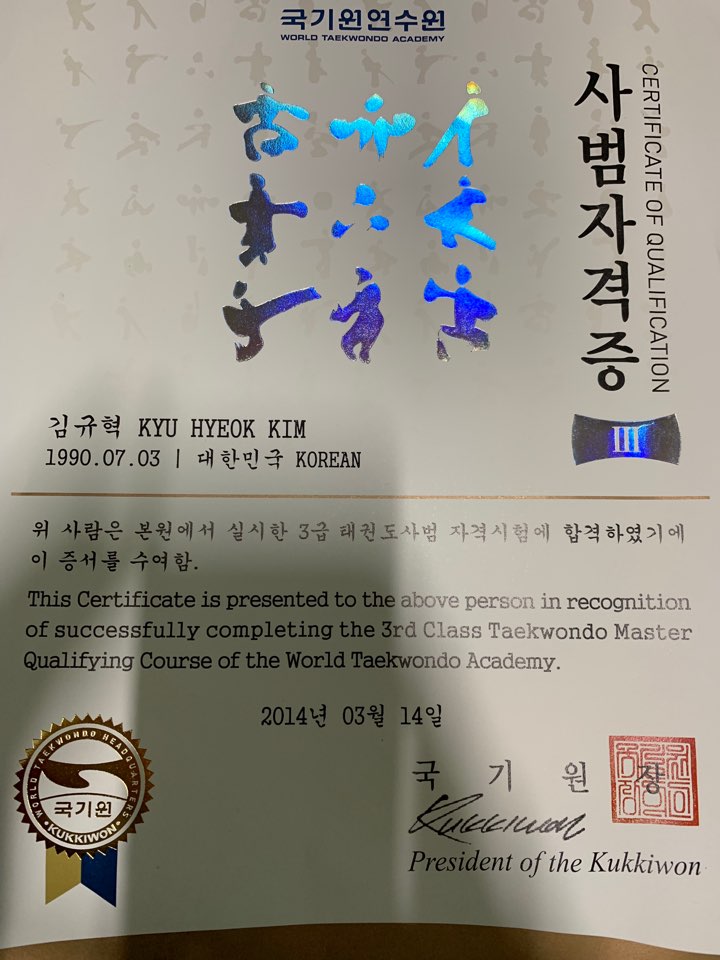 국기원연수원
WORLD TAEKWONDO ACADEMY
사범자격증
CERTIFICATE OF QUALIFICATION
III
김규혁 KYU HYEOK KIM
1990.07.03 | 대한민국 KOREAN
위 사람은 본원에서 실시한 3급 태권도사범 자격시험에 합격하였기에
이 증서를 수여함.
This Certificate is presented to the above person in recognition
of successfully completing the 3rd Class Taekwondo Master
Qualifying Course of the World Taekwondo Academy.
2014년 03월 14일
국 기 원 장
Kukkiwon
President of the Kukkiwon
WORLD TAEKWONDO HEADQUARTERS
국기원
·KUKKIWON·